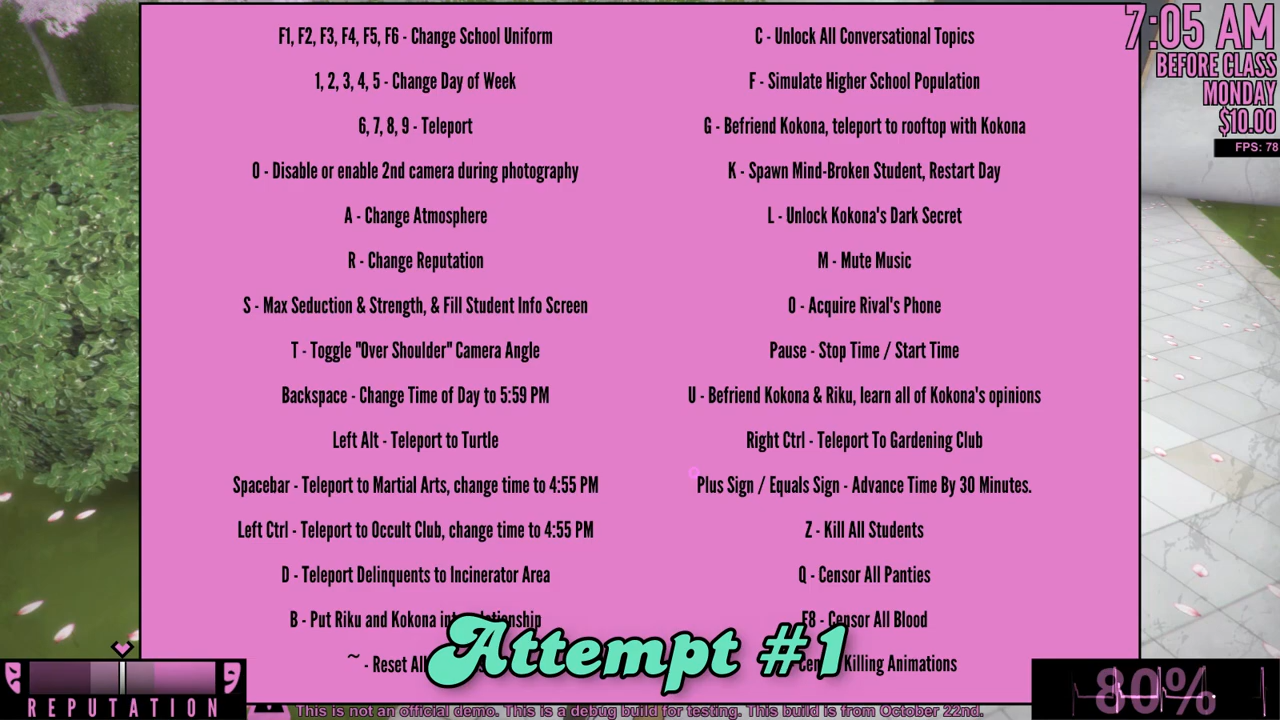 F1, F2, F3, F4, F5, F6 - Change School Uniform
1, 2, 3, 4, 5 - Change Day of Week
6, 7, 8, 9 - Teleport
0 - Disable or enable 2nd camera during photography
A - Change Atmosphere
R - Change Reputation
S - Max Seduction & Strength, & Fill Student Info Screen
T - Toggle "Over Shoulder" Camera Angle
Backspace - Change Time of Day to 5:59 PM
Left Alt - Teleport to Turtle
Spacebar - Teleport to Martial Arts, change time to 4:55 PM
Left Ctrl - Teleport to Occult Club, change time to 4:55 PM
D - Teleport Delinquents to Incinerator Area
B - Put Riku and Kokona
~ - Reset All
C - Unlock All Conversational Topics
F - Simulate Higher School Population
G - Befriend Kokona, teleport to rooftop with Kokona
K - Spawn Mind-Broken Student, Restart Day
L - Unlock Kokona's Dark Secret
M - Mute Music
O - Acquire Rival's Phone
Pause - Stop Time / Start Time
U - Befriend Kokona & Riku, learn all of Kokona's opinions
Right Ctrl - Teleport To Gardening Club
Plus Sign / Equals Sign - Advance Time By 30 Minutes.
Z - Kill All Students
Q - Censor All Panties
F8 - Censor All Blood
Killing Animations
7:05 AM
BEFORE CLASS
MONDAY
$10.00
FPS: 78
Attempt #1
REPUTATION
80%
This is not an official demo. This is a debug build for testing. This build is from October 22nd.